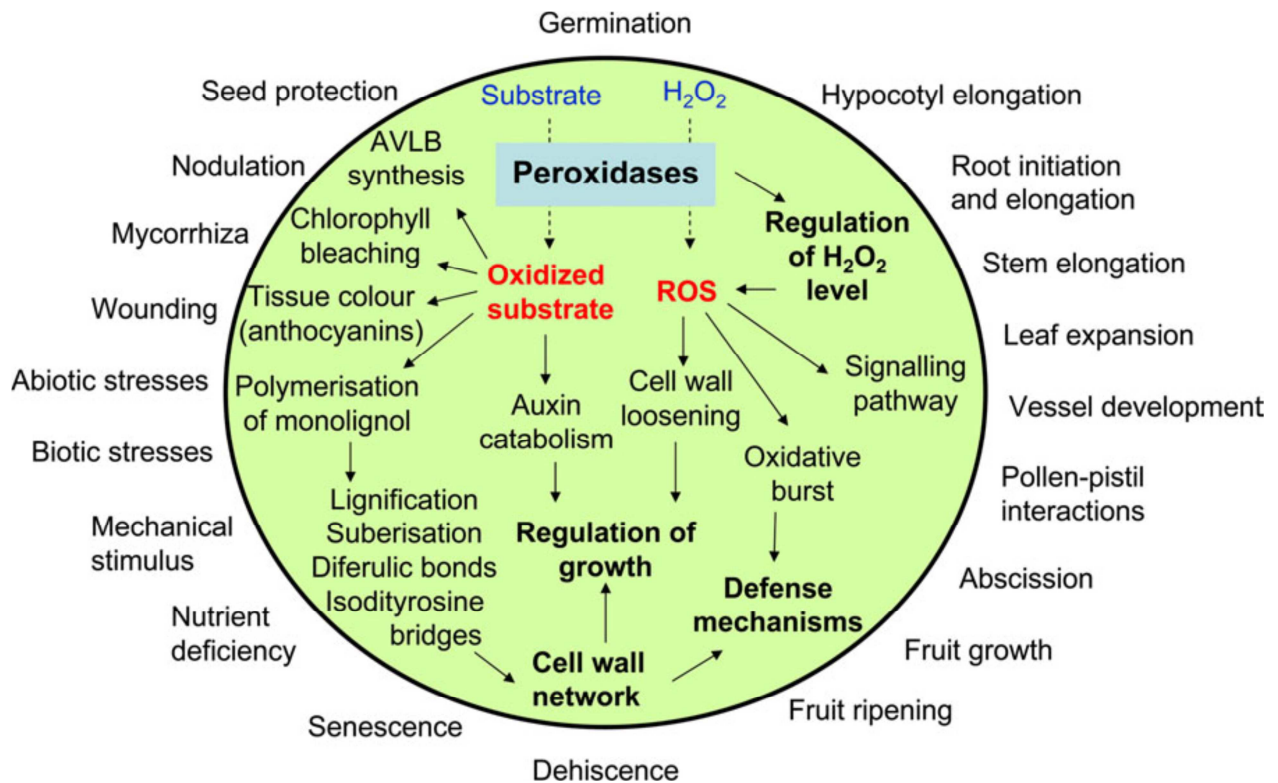 Germination
Seed protection
Substrate
H₂O₂
Hypocotyl elongation
AVLB
synthesis
Nodulation
Peroxidases
Root initiation
and elongation
Chlorophyll
bleaching
Mycorrhiza
Regulation
of H₂O₂
level
Stem elongation
Oxidized
substrate
ROS
Wounding
Tissue colour
(anthocyanins)
Leaf expansion
Abiotic stresses
Polymerisation
of monolignol
Auxin
catabolism
Cell wall
loosening
Signalling
pathway
Vessel development
Biotic stresses
Oxidative
burst
Pollen-pistil
interactions
Mechanical
stimulus
Lignification
Suberisation
Diferulic bonds
Isodityrosine
bridges
Regulation of
growth
Defense
mechanisms
Abscission
Nutrient
deficiency
Cell wall
network
Fruit growth
Senescence
Fruit ripening
Dehiscence